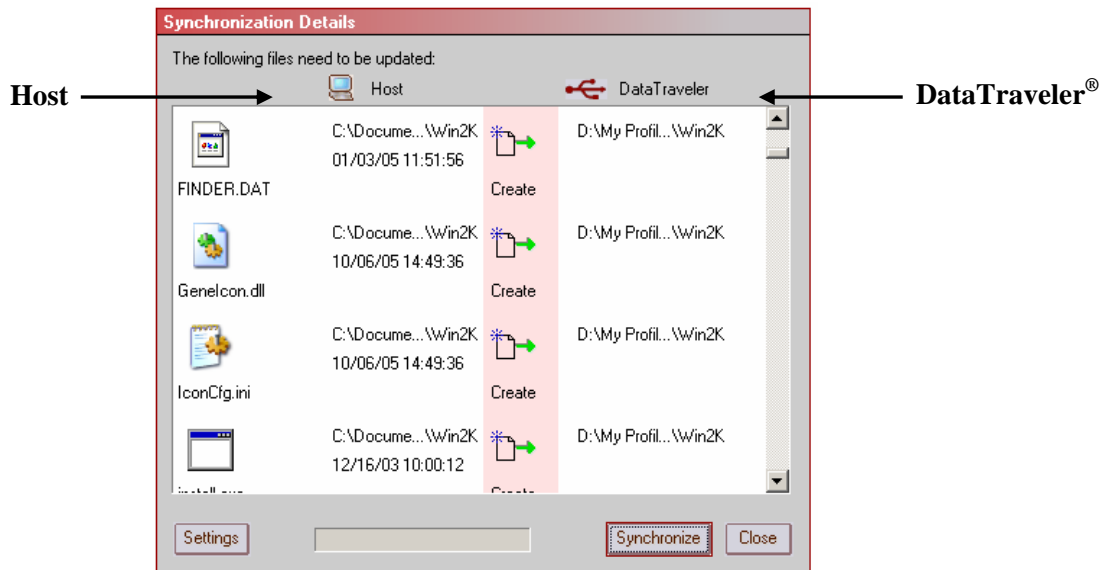 Synchronization Details
The following files need to be updated:
Host
Host
DataTraveler
DataTraveler®
C:\Docume...\Win2K
D:\My Profil...\Win2K
01/03/05 11:51:56
FINDER.DAT
Create
C:\Docume...\Win2K
D:\My Profil...\Win2K
10/06/05 14:49:36
GeneIcon.dll
Create
C:\Docume...\Win2K
D:\My Profil...\Win2K
10/06/05 14:49:36
IconCfg.ini
Create
C:\Docume...\Win2K
D:\My Profil...\Win2K
12/16/03 10:00:12
Settings
Synchronize
Close